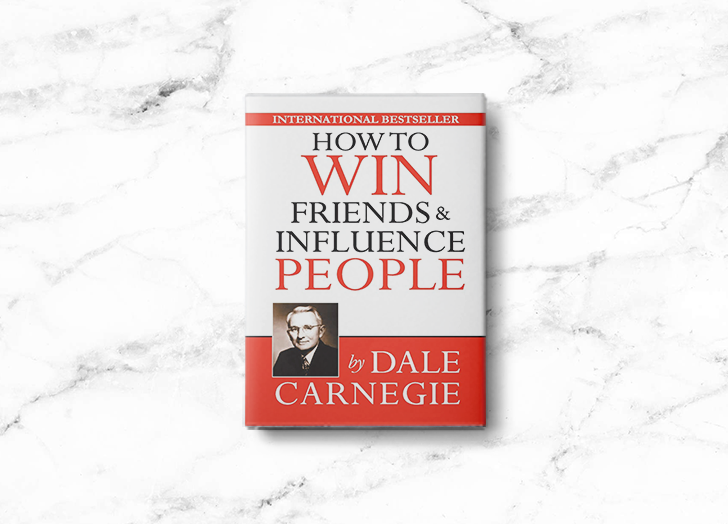 INTERNATIONAL BESTSELLER
HOW TO
WIN
FRIENDS &
INFLUENCE
PEOPLE
by DALE
CARNEGIE